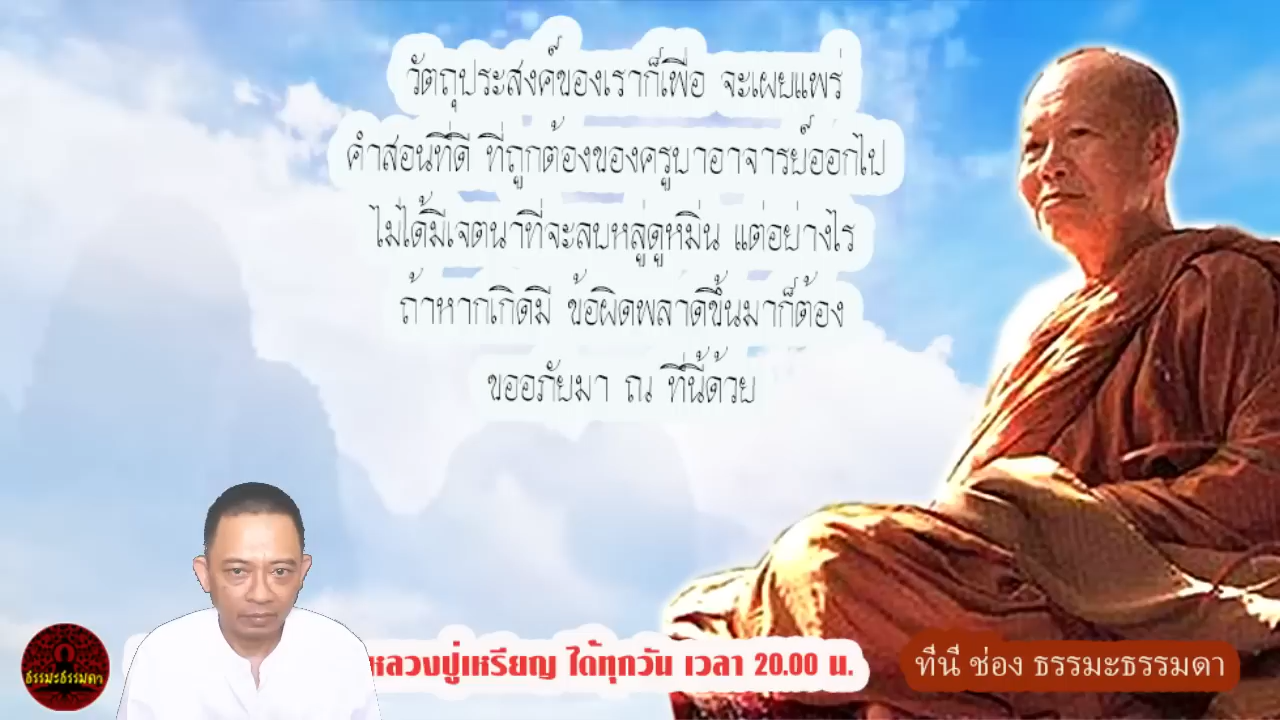 วัตถุประสงค์ของเราก็เพื่อ จะเผยแพร่
คำสอนที่ดี ที่ถูกต้องของครูบาอาจารย์ออกไป
ไม่ได้มีเจตนาที่จะลบหลู่ดูหมิ่น แต่อย่างไร
ถ้าหากเกิดมี ข้อผิดพลาดขึ้นมาก็ต้อง
ขออภัยมา ณ ที่นี้ด้วย
หลวงปู่เหรียญ ได้ทุกวัน เวลา 20.00 น.
ที่นี่ ช่อง ธรรมะธรรมดา
ธรรมะธรรมดา